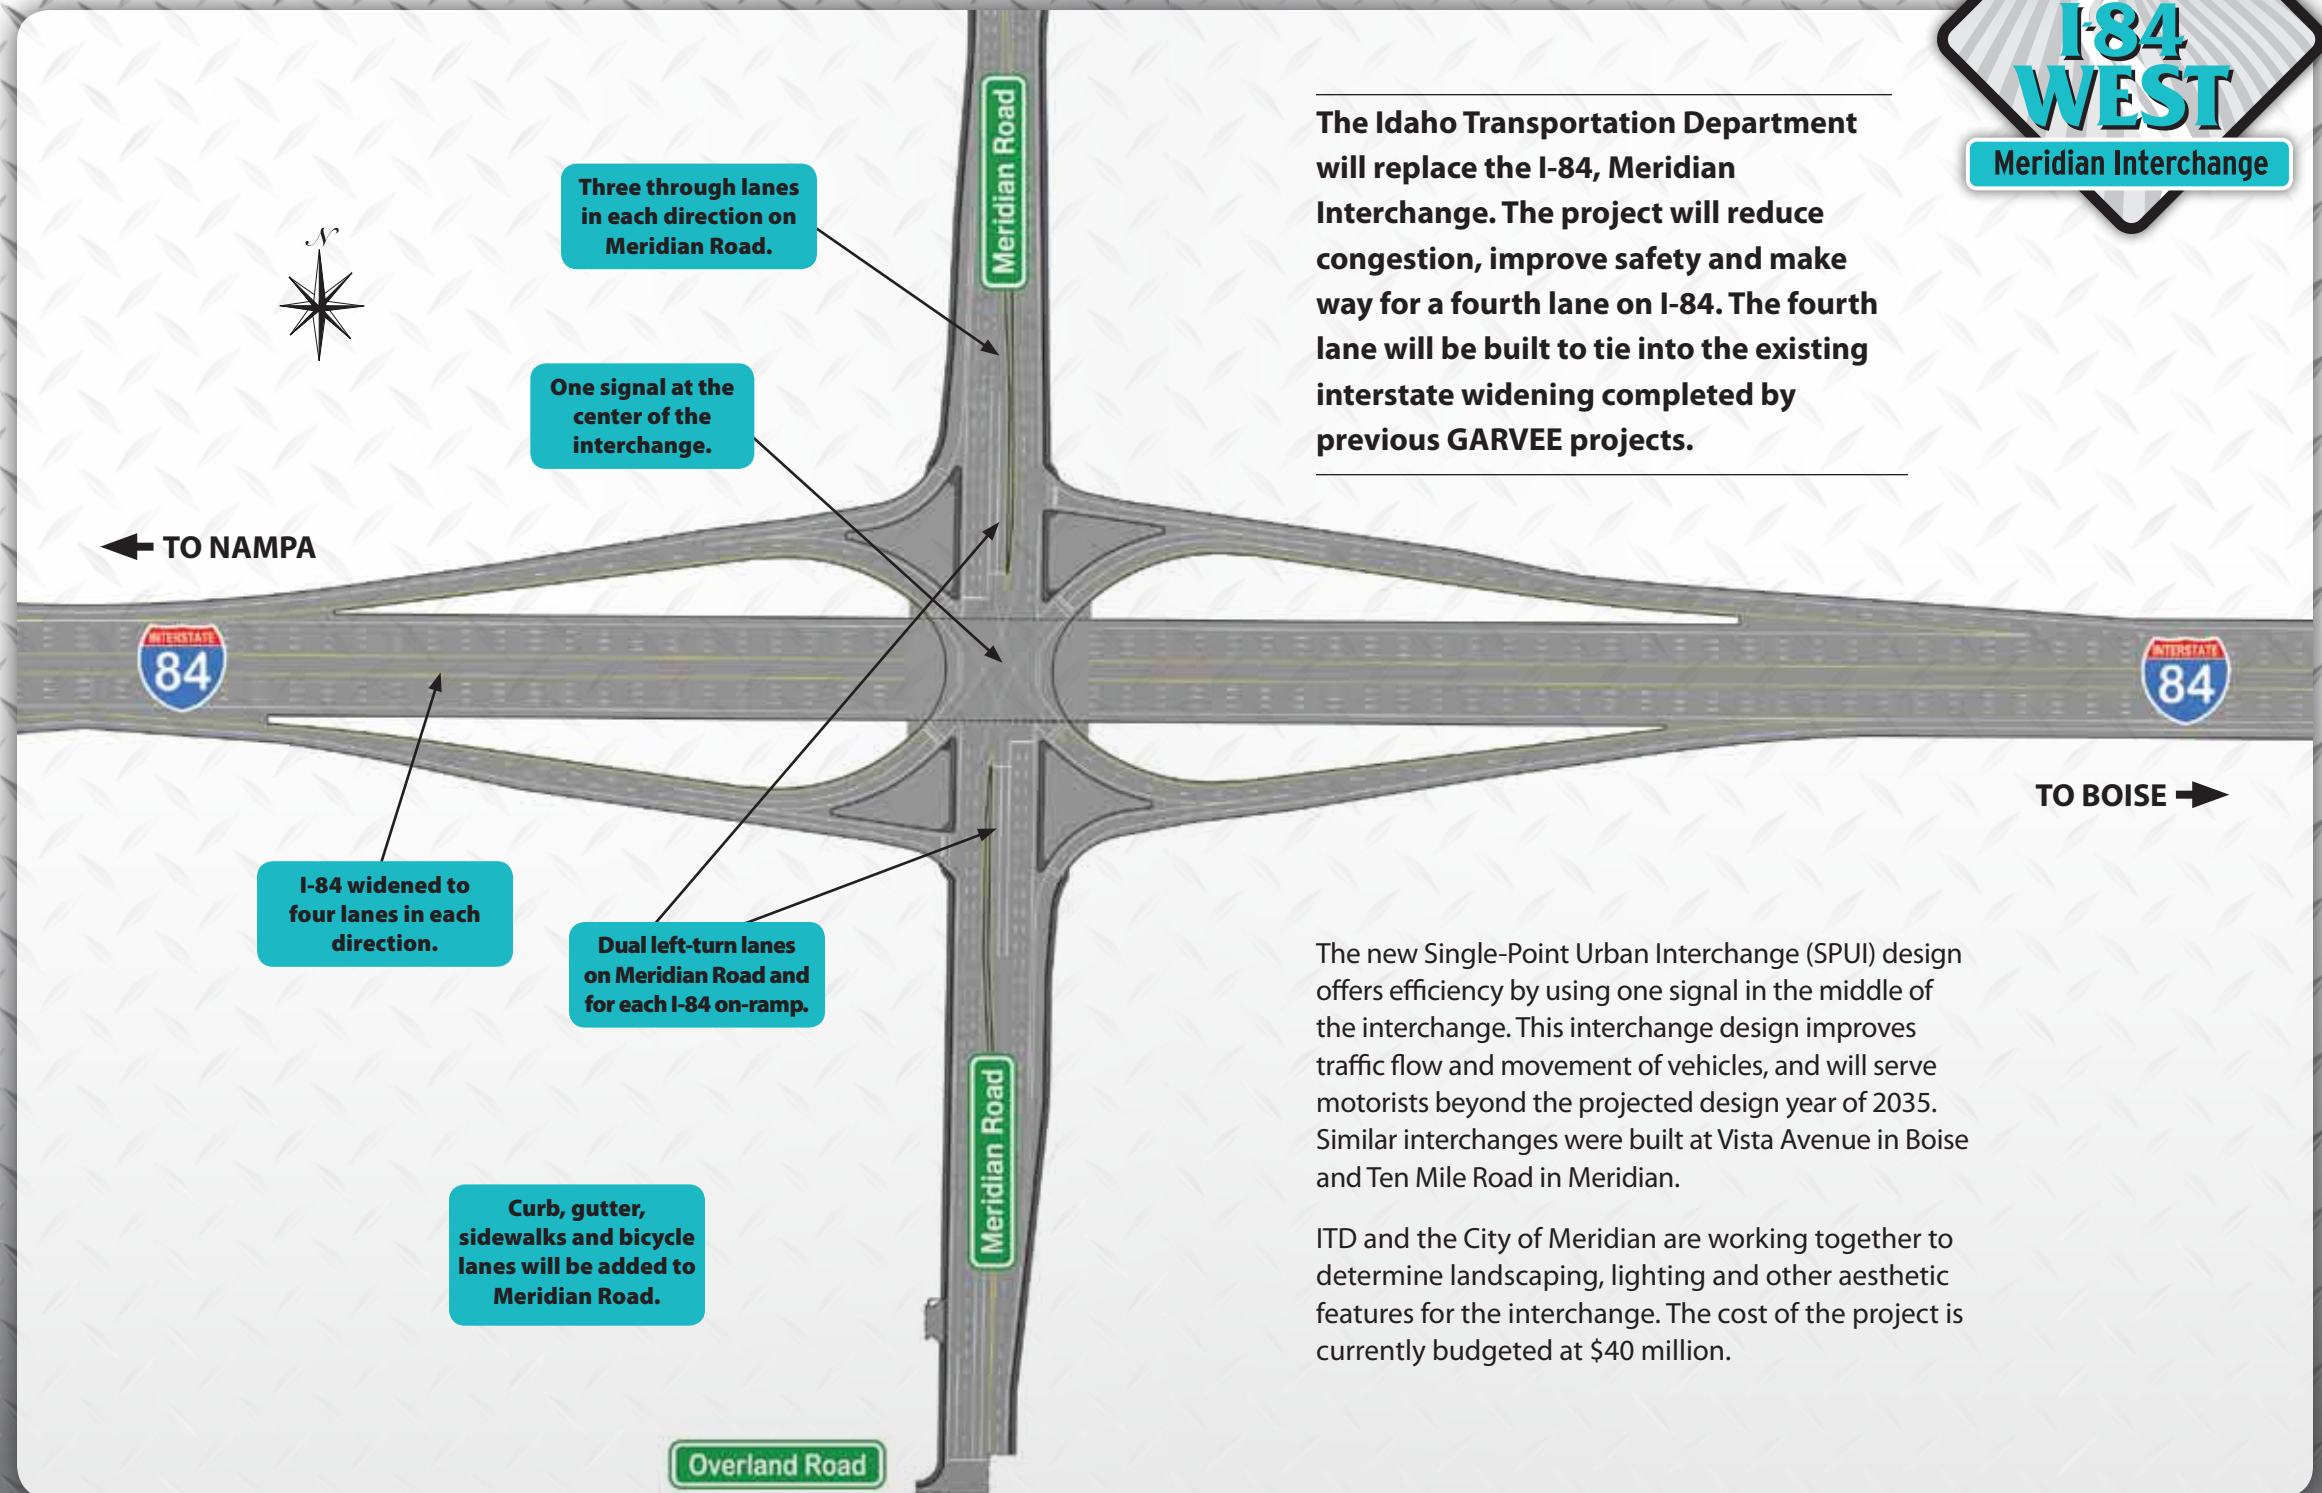 I-84
WEST
Meridian Interchange
The Idaho Transportation Department
will replace the I-84, Meridian
Interchange. The project will reduce
congestion, improve safety and make
way for a fourth lane on I-84. The fourth
lane will be built to tie into the existing
interstate widening completed by
previous GARVEE projects.
Meridian Road
Three through lanes
in each direction on
Meridian Road.
N
One signal at the
center of the
interchange.
TO NAMPA
INTERSTATE
84
INTERSTATE
84
TO BOISE
I-84 widened to
four lanes in each
direction.
Dual left-turn lanes
on Meridian Road and
for each I-84 on-ramp.
The new Single-Point Urban Interchange (SPUI) design
offers efficiency by using one signal in the middle of
the interchange. This interchange design improves
traffic flow and movement of vehicles, and will serve
motorists beyond the projected design year of 2035.
Similar interchanges were built at Vista Avenue in Boise
and Ten Mile Road in Meridian.
ITD and the City of Meridian are working together to
determine landscaping, lighting and other aesthetic
features for the interchange. The cost of the project is
currently budgeted at $40 million.
Meridian Road
Curb, gutter,
sidewalks and bicycle
lanes will be added to
Meridian Road.
Overland Road